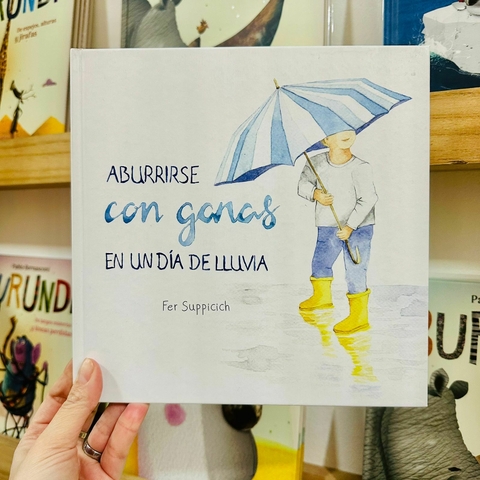 ABURRIRSE
con ganas
EN UN DÍA DE LLUVIA
Fer Suppicich